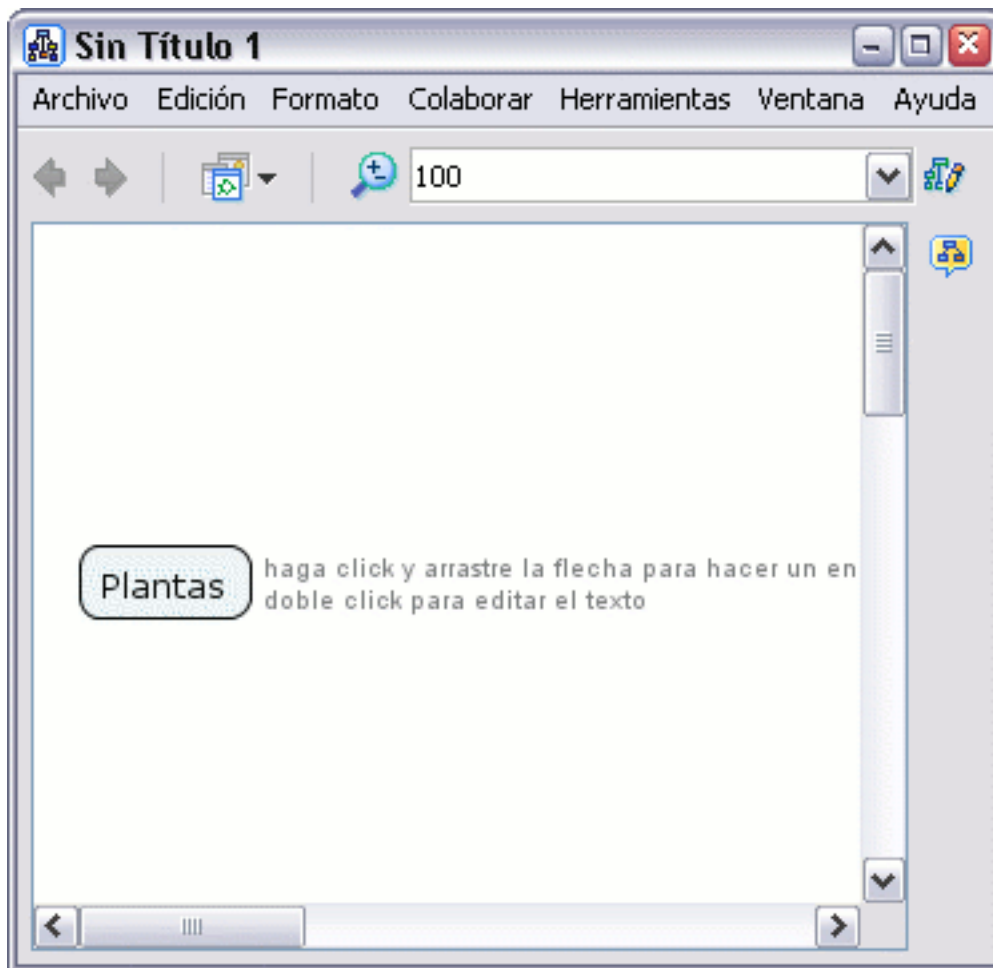 Sin Título 1
Archivo Edición Formato Colaborar Herramientas Ventana Ayuda
100
Plantas
haga click y arrastre la flecha para hacer un en
doble click para editar el texto